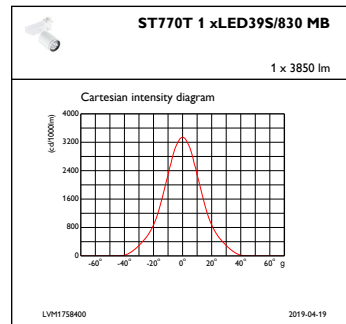 ST770T 1 xLED39S/830 MB
1 x 3850 lm
Cartesian intensity diagram
(cd/1000lm)
4000
3200
2400
1600
800
0
-60° -40° -20° 0° 20° 40° 60° g
LVM1758400 2019-04-19